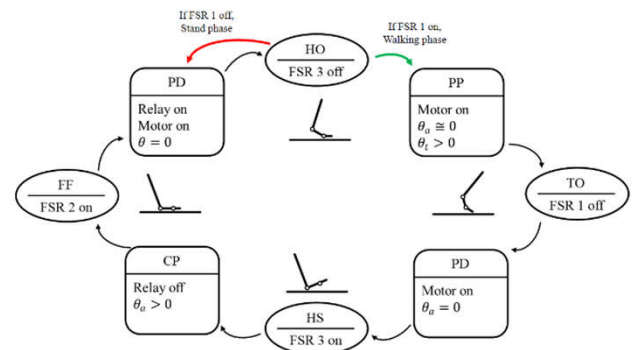 If FSR 1 off,
Stand phase
HO
FSR 3 off
If FSR 1 on,
Walking phase
PD
Relay on
Motor on
θ = 0
PP
Motor on
θₐ ≅ 0
θₜ > 0
FF
FSR 2 on
TO
FSR 1 off
CP
Relay off
θₐ > 0
HS
FSR 3 on
PD
Motor on
θₐ = 0